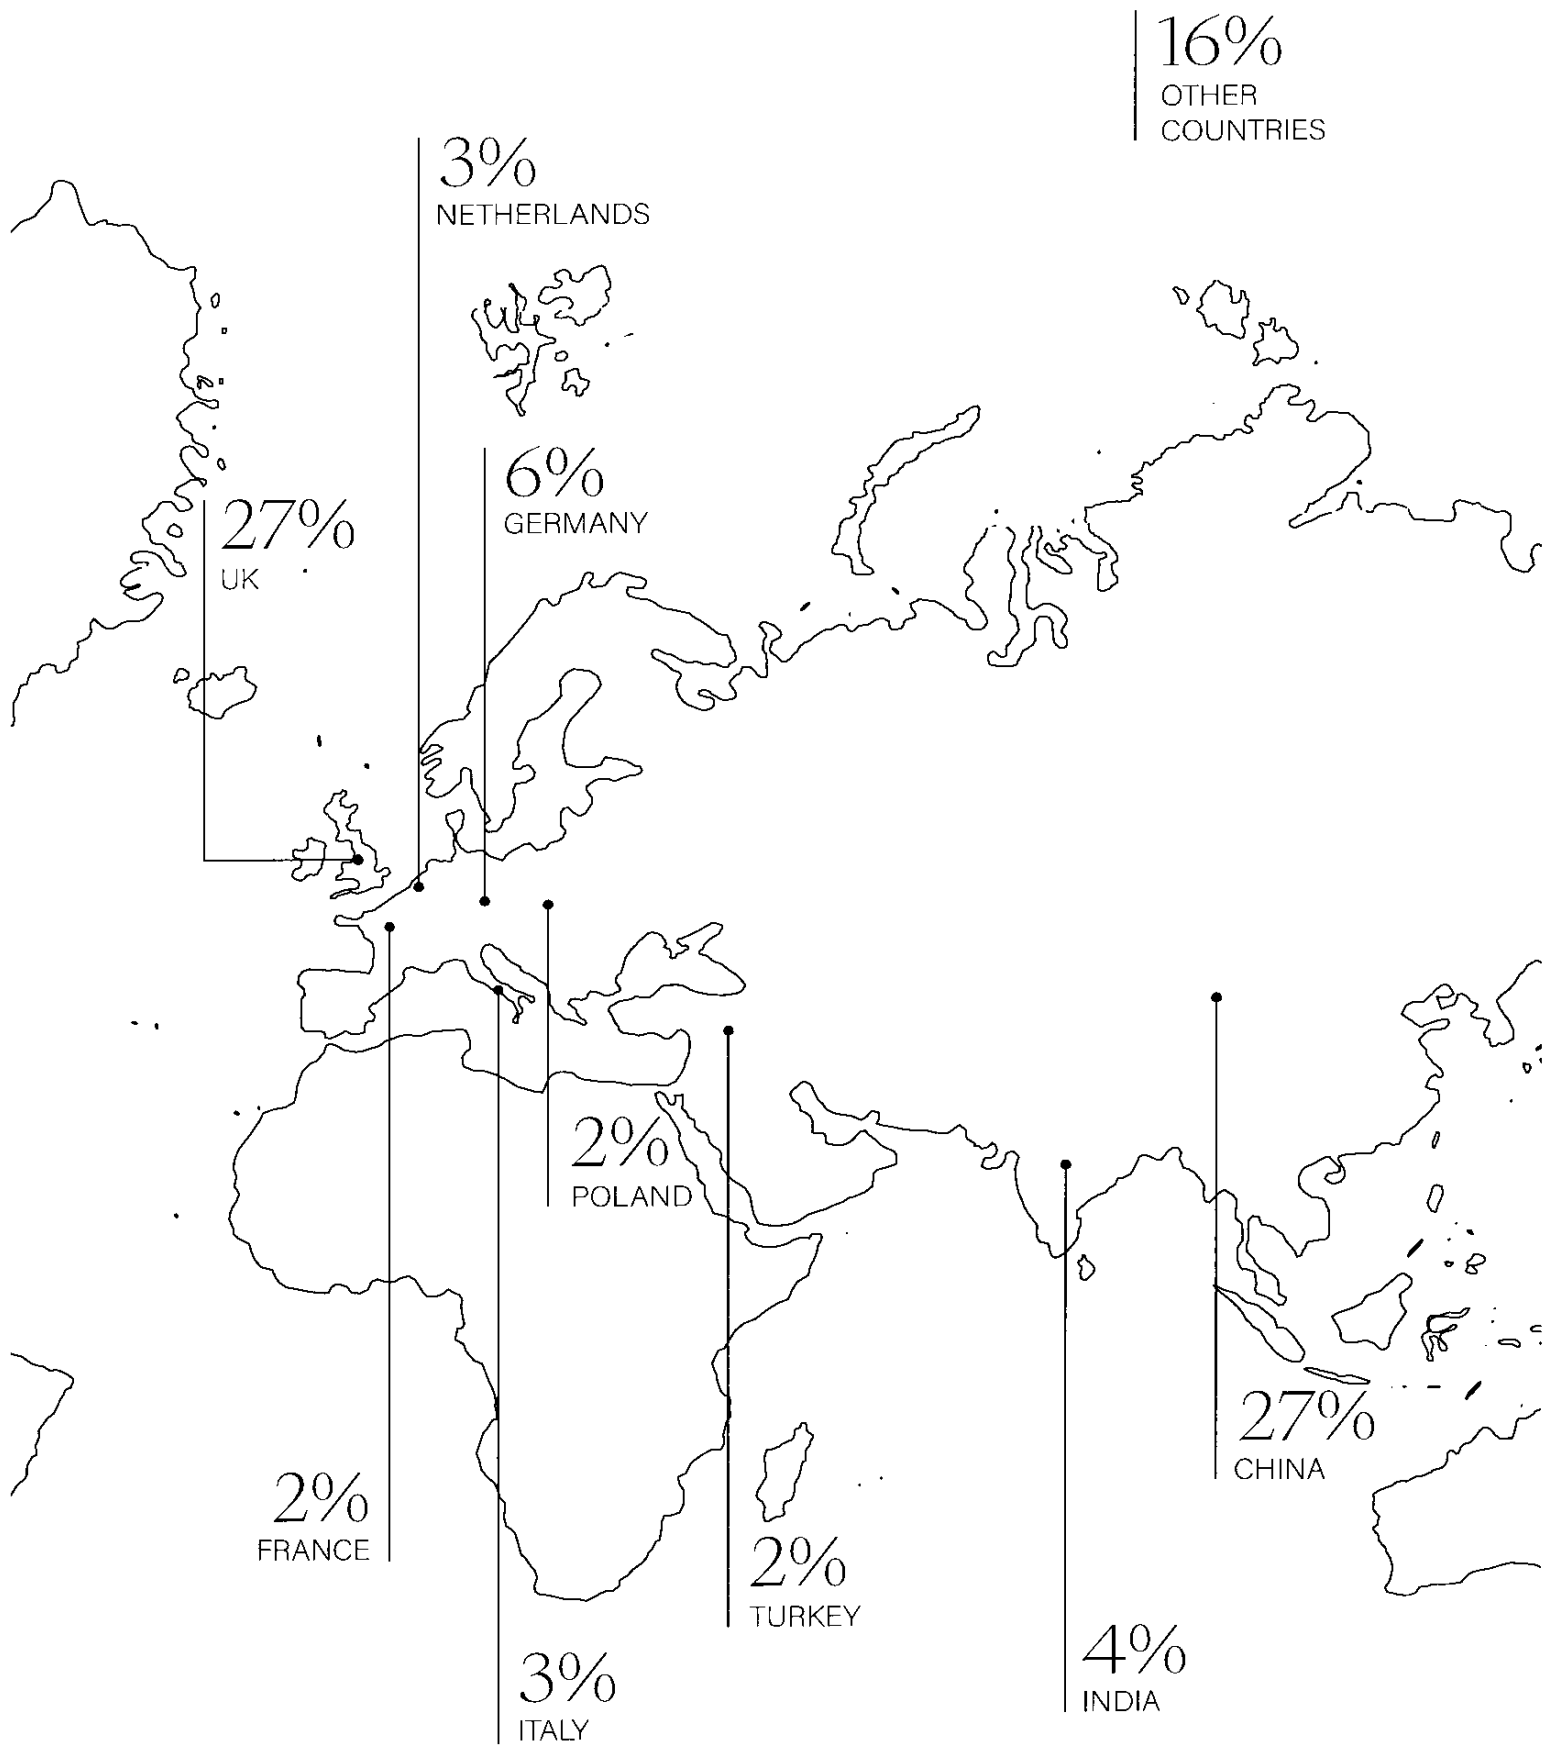 16%
OTHER
COUNTRIES
3%
NETHERLANDS
6%
GERMANY
27%
UK
2%
POLAND
27%
CHINA
2%
FRANCE
2%
TURKEY
4%
INDIA
3%
ITALY